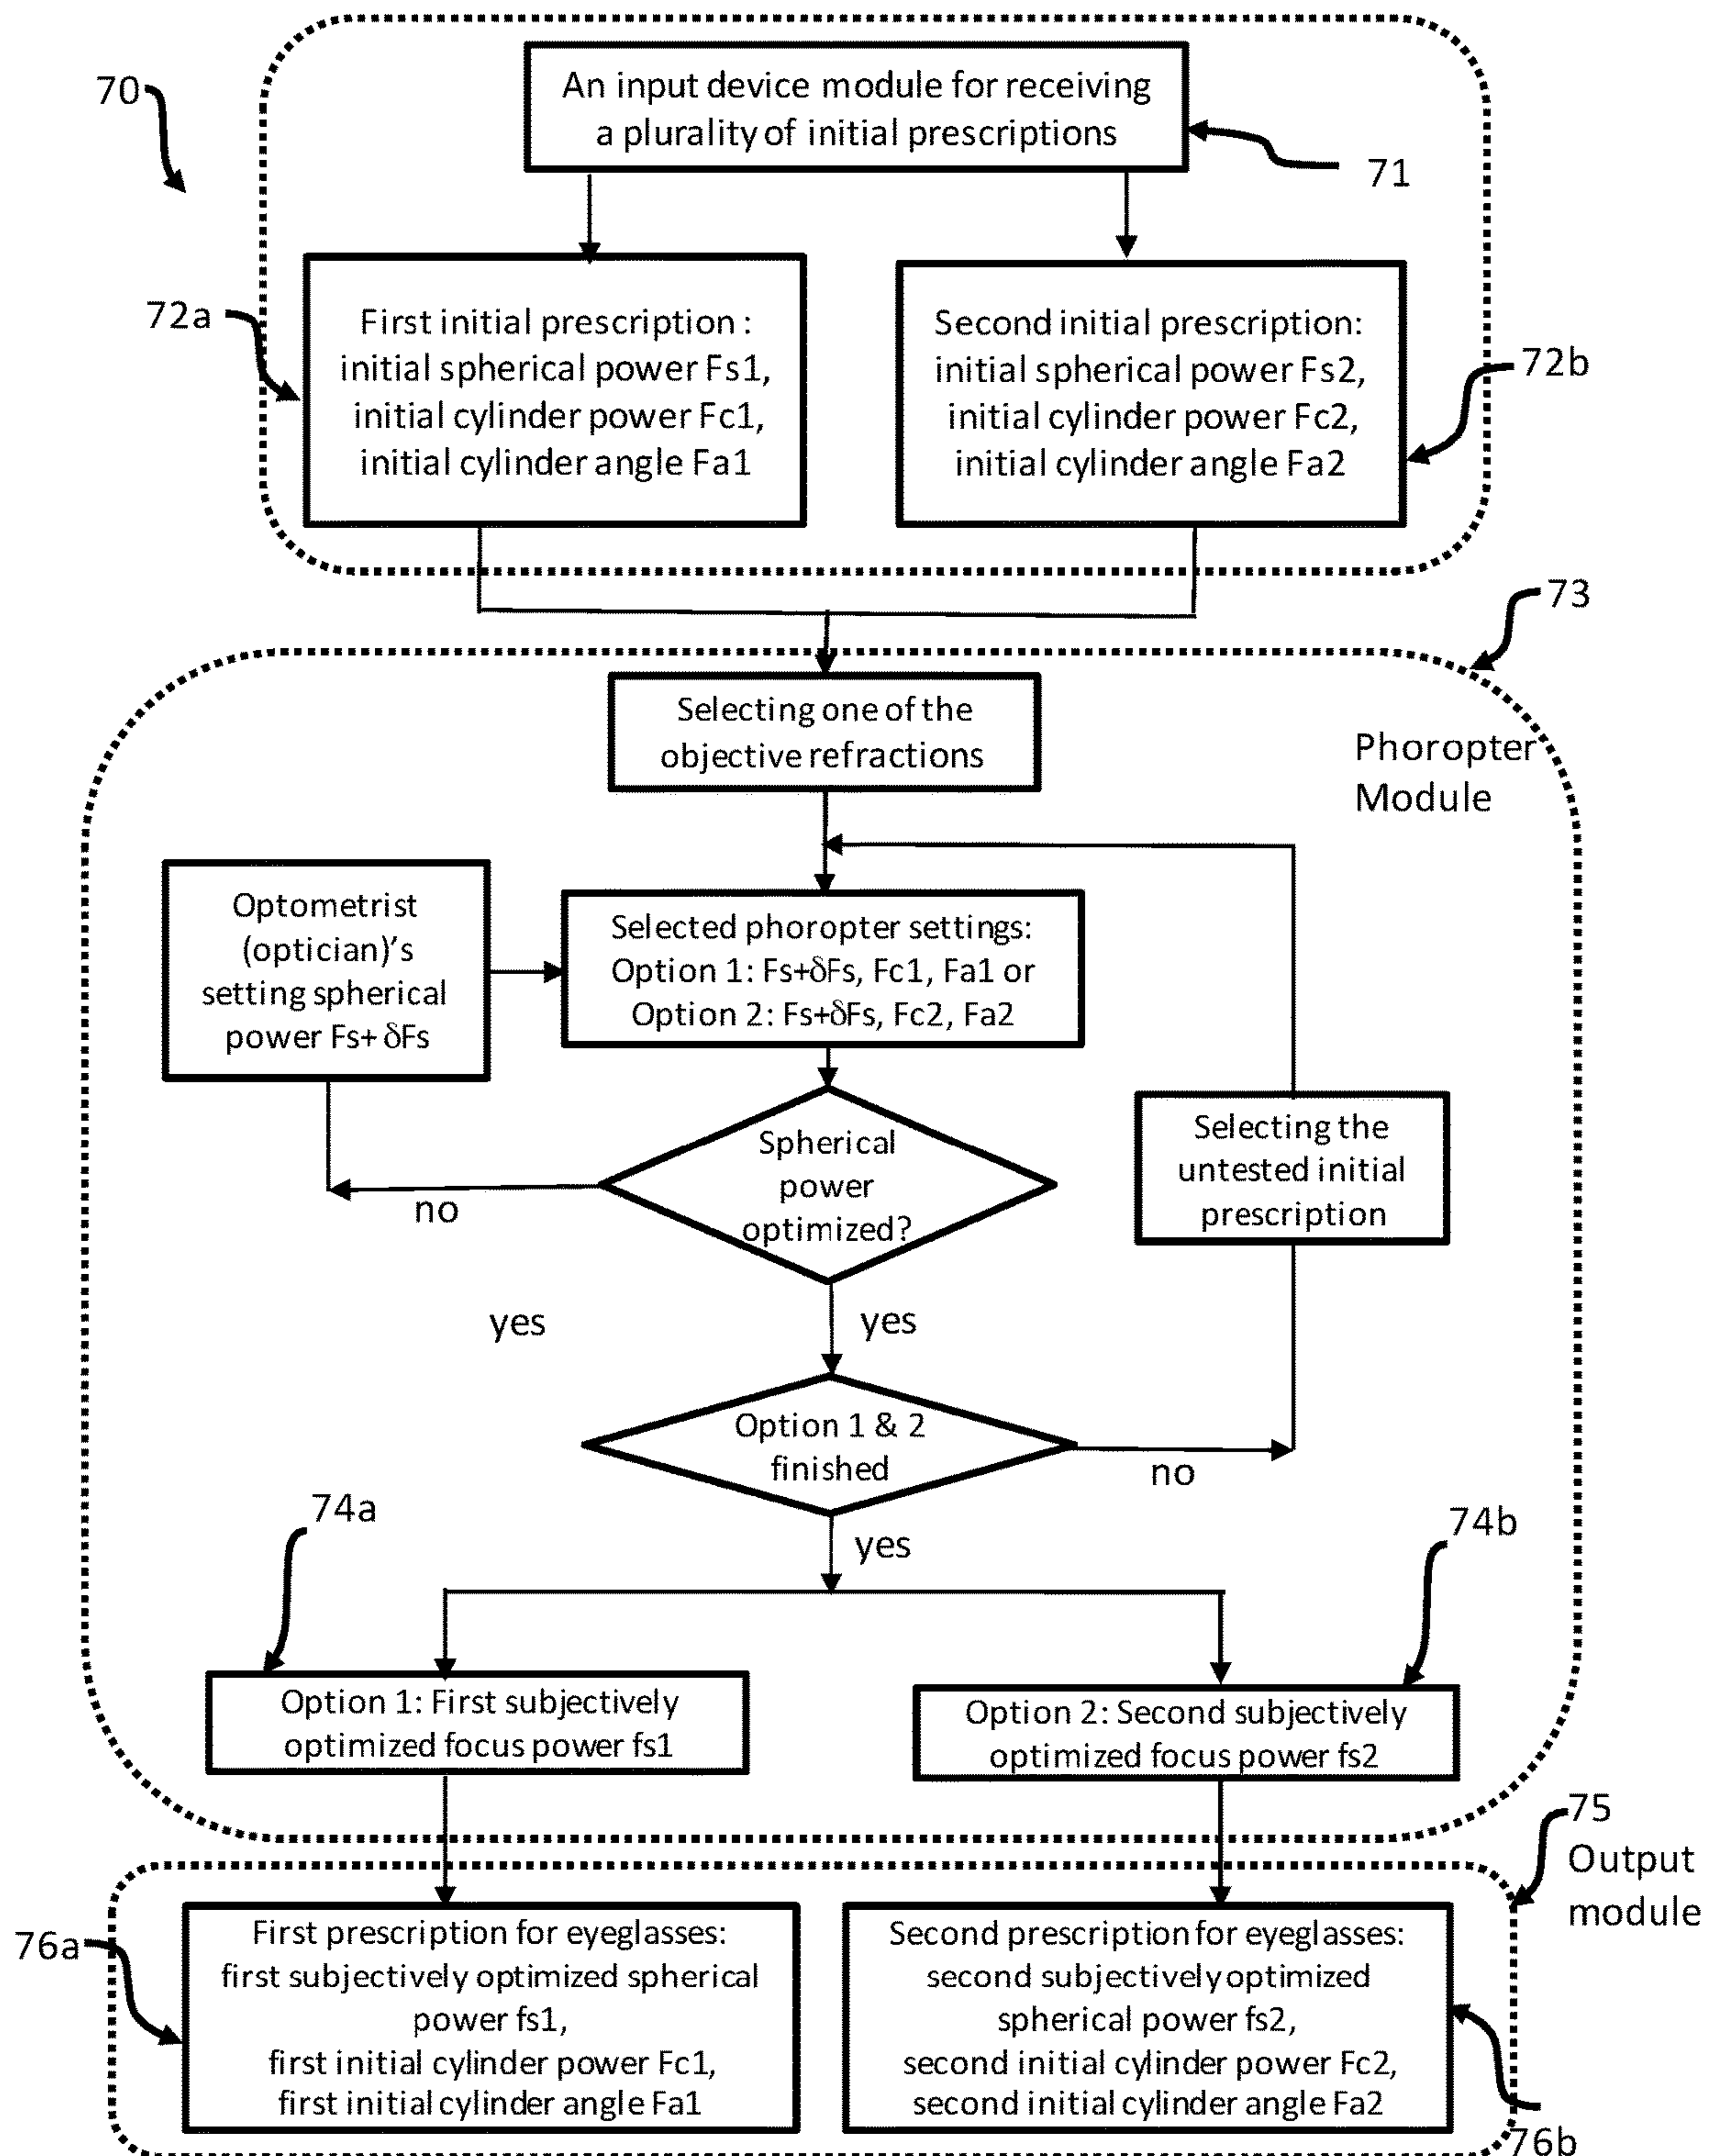 70
An input device module for receiving
a plurality of initial prescriptions
71
72a
First initial prescription :
initial spherical power Fs1,
initial cylinder power Fc1,
initial cylinder angle Fa1
Second initial prescription:
initial spherical power Fs2,
initial cylinder power Fc2,
initial cylinder angle Fa2
72b
73
Selecting one of the
objective refractions
Phoropter
Module
Optometrist
(optician)'s
setting spherical
power Fs+ δFs
Selected phoropter settings:
Option 1: Fs+δFs, Fc1, Fa1 or
Option 2: Fs+δFs, Fc2, Fa2
Selecting the
untested initial
prescription
Spherical
power
optimized?
no
yes
yes
Option 1 & 2
finished
no
yes
74a
74b
Option 1: First subjectively
optimized focus power fs1
Option 2: Second subjectively
optimized focus power fs2
75
Output
module
76a
First prescription for eyeglasses:
first subjectively optimized spherical
power fs1,
first initial cylinder power Fc1,
first initial cylinder angle Fa1
Second prescription for eyeglasses:
second subjectively optimized
spherical power fs2,
second initial cylinder power Fc2,
second initial cylinder angle Fa2
76b